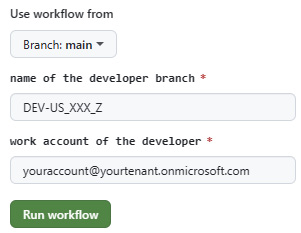 Use workflow from
Branch: main
name of the developer branch *
DEV-US_XXX_Z
work account of the developer *
youraccount@yourtenant.onmicrosoft.com
Run workflow